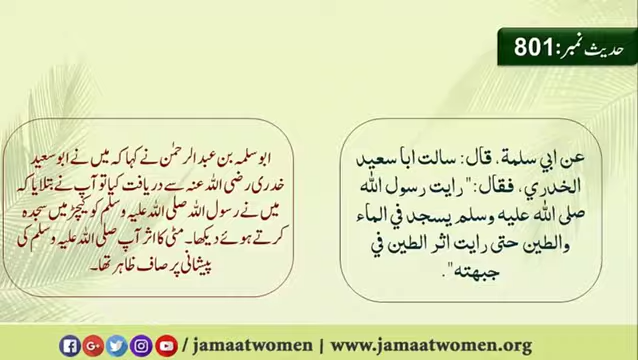 حدیث نمبر: 801
عن ابي سلمة، قال: سالت ابا سعيد
الخدري، فقال:"رايت رسول الله
صلى الله عليه وسلم يسجد في الماء
والطين حتى رايت اثر الطين في
جبهته".
ابوسلمہ بن عبدالرحمٰن نے کہا کہ میں نے ابوسعید
خدری رضی اللہ عنہ سے دریافت کیا تو آپ نے بتلایا کہ
میں نے رسول اللہ صلی اللہ علیہ وسلم کو کیچڑ میں سجدہ
کرتے ہوئے دیکھا۔ مٹی کا اثر آپ صلی اللہ علیہ وسلم کی
پیشانی پر صاف ظاہر تھا۔
/ jamaatwomen | www.jamaatwomen.org